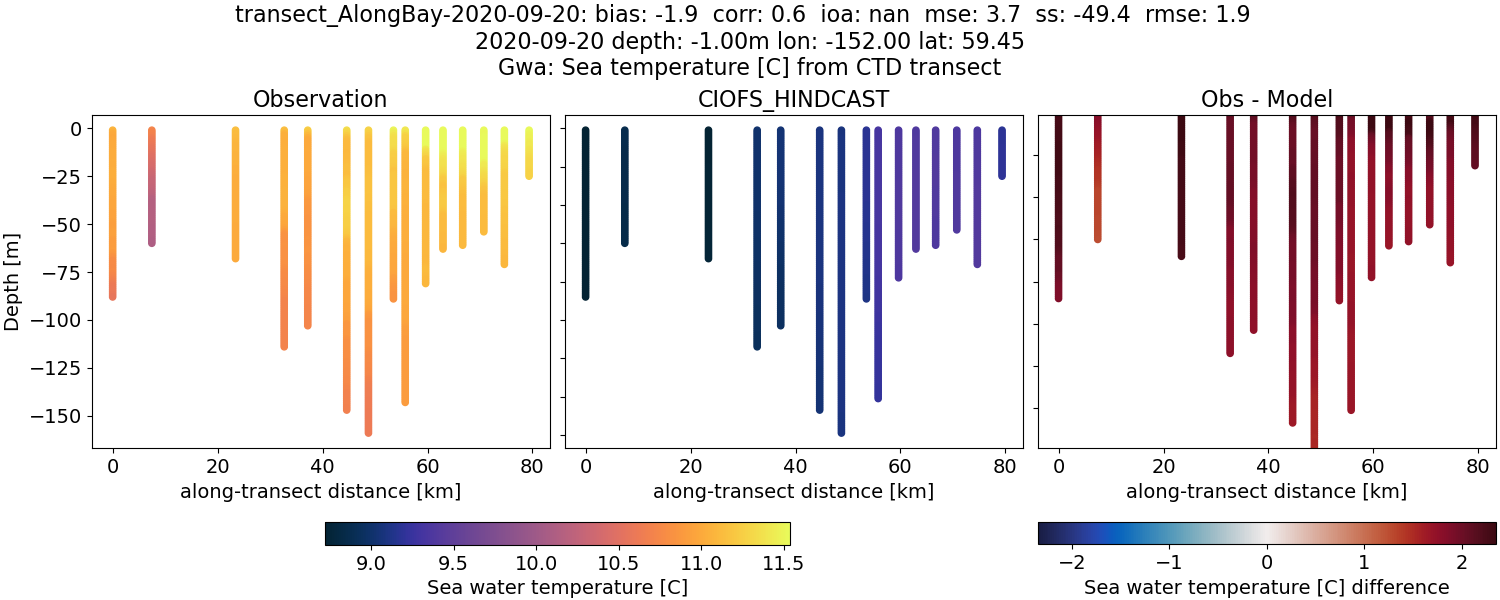 transect_AlongBay-2020-09-20: bias: -1.9  corr: 0.6  ioa: nan  mse: 3.7  ss: -49.4  rmse: 1.9
2020-09-20 depth: -1.00m lon: -152.00 lat: 59.45
Gwa: Sea temperature [C] from CTD transect
Observation
CIOFS_HINDCAST
Obs - Model
Depth [m]
0
−25
−50
−75
−100
−125
−150
0 20 40 60 80
0 20 40 60 80
0 20 40 60 80
along-transect distance [km]
along-transect distance [km]
along-transect distance [km]
9.0 9.5 10.0 10.5 11.0 11.5
Sea water temperature [C]
−2 −1 0 1 2
Sea water temperature [C] difference